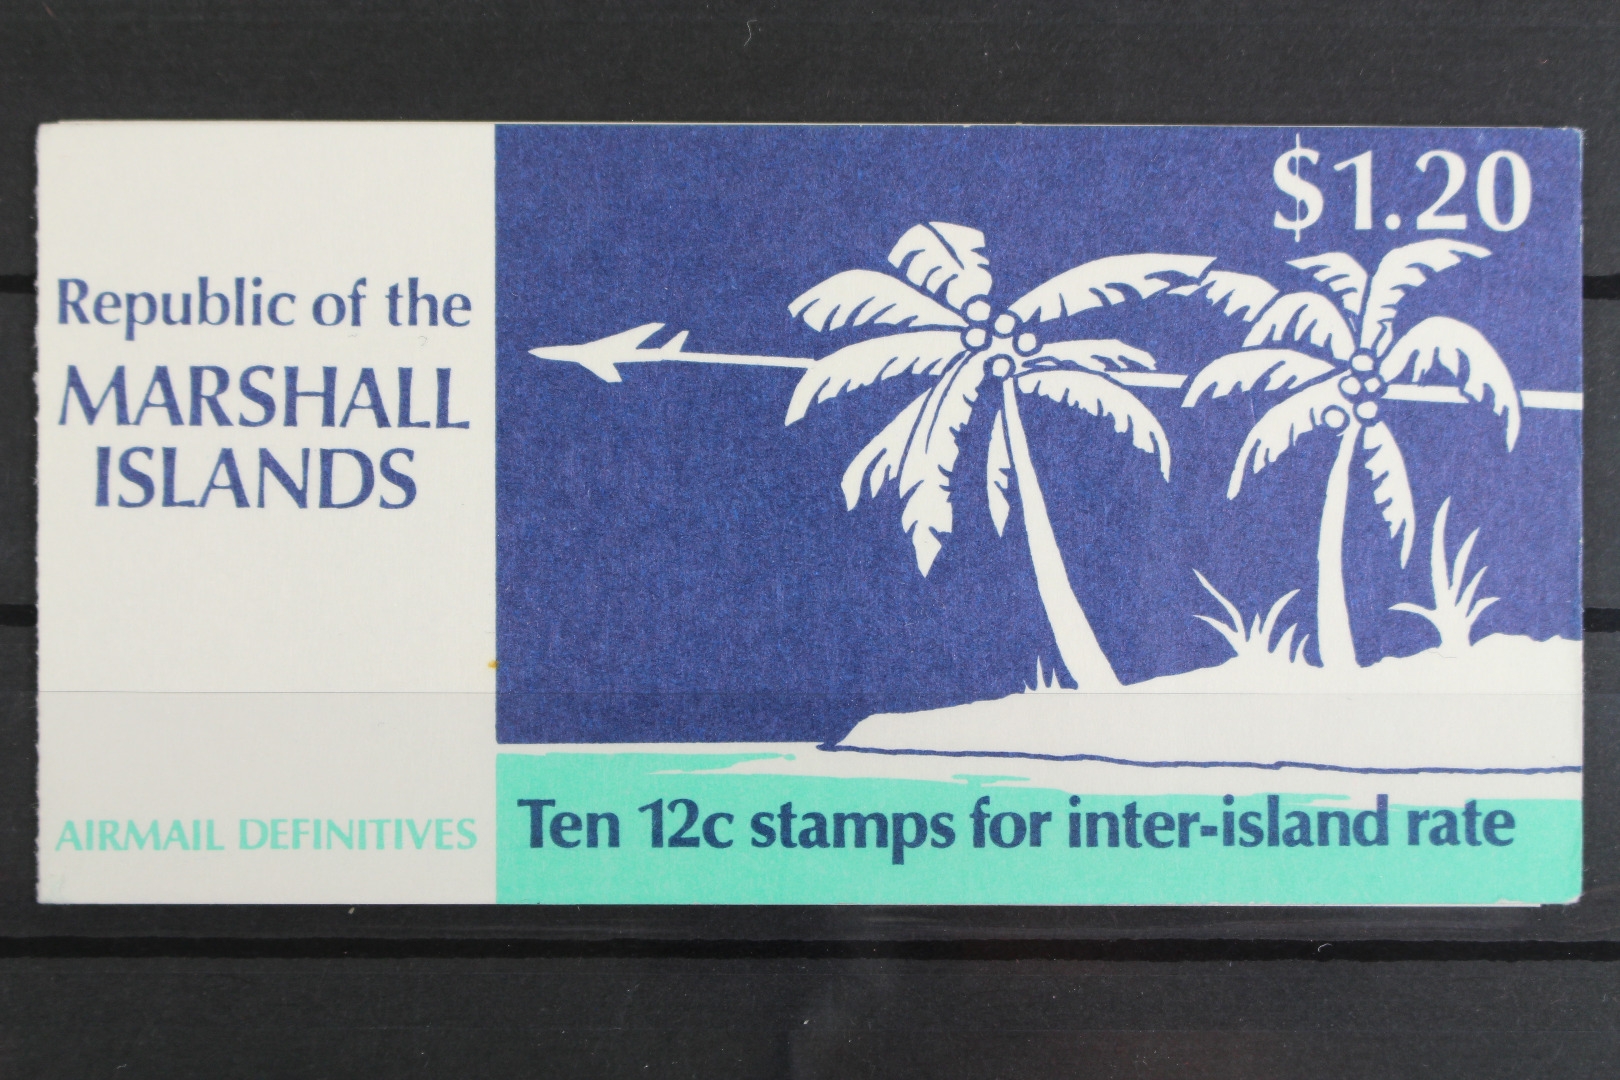 Republic of the
MARSHALL
ISLANDS
AIRMAIL DEFINITIVES
$1.20
Ten 12c stamps for inter-island rate